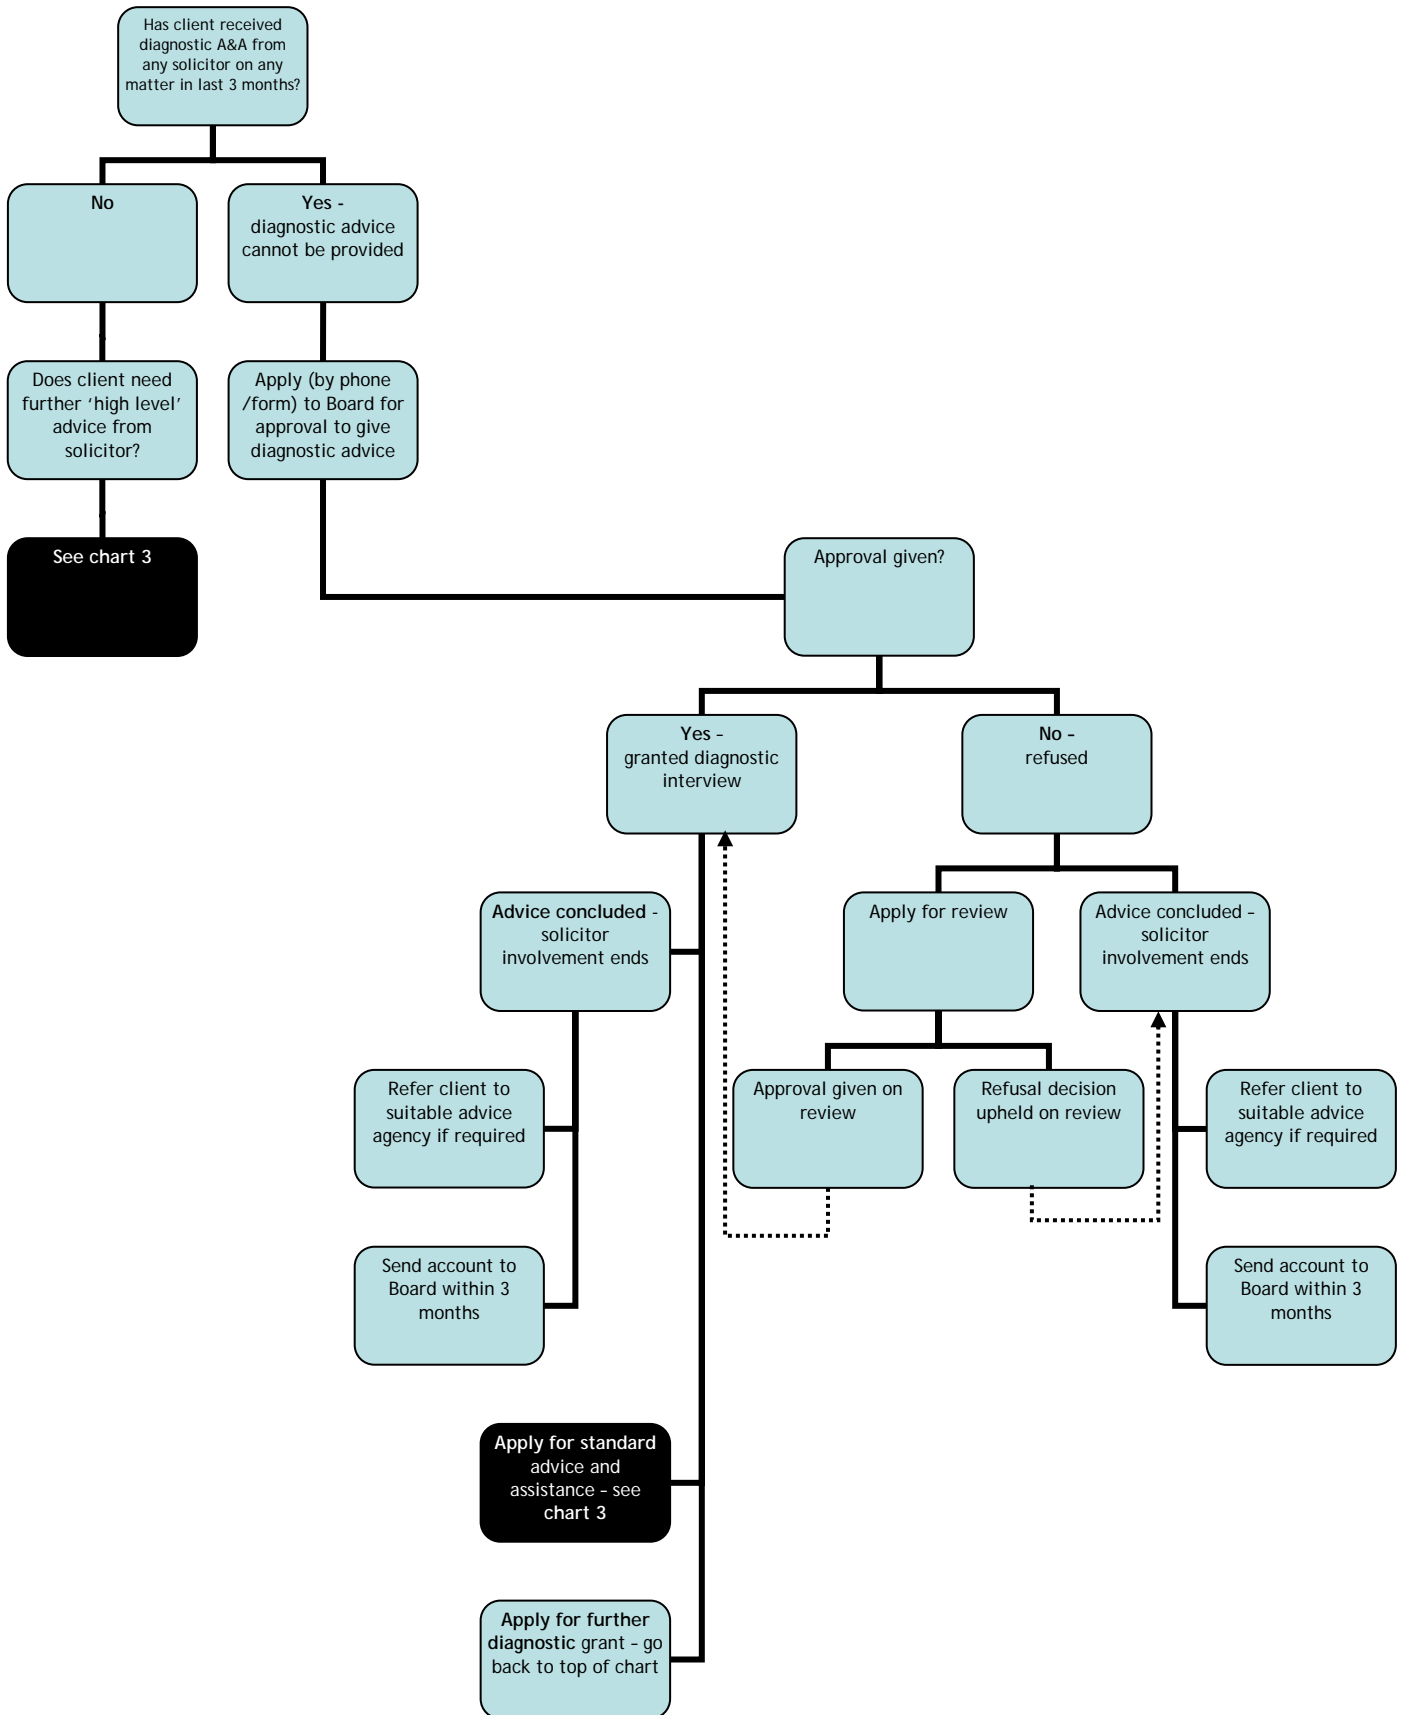 Has client received
diagnostic A&A from
any solicitor on any
matter in last 3 months?
No
Yes -
diagnostic advice
cannot be provided
Does client need
further ‘high level’
advice from
solicitor?
Apply (by phone
/form) to Board for
approval to give
diagnostic advice
See chart 3
Approval given?
Yes –
granted diagnostic
interview
No –
refused
Advice concluded -
solicitor
involvement ends
Apply for review
Advice concluded –
solicitor
involvement ends
Refer client to
suitable advice
agency if required
Approval given on
review
Refusal decision
upheld on review
Refer client to
suitable advice
agency if required
Send account to
Board within 3
months
Send account to
Board within 3
months
Apply for standard
advice and
assistance – see
chart 3
Apply for further
diagnostic grant – go
back to top of chart